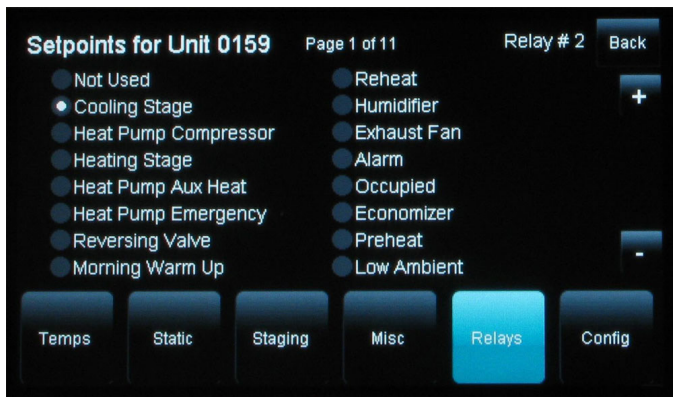 Setpoints for Unit 0159 Page 1 of 11 Relay # 2 Back
Not Used
Cooling Stage
Heat Pump Compressor
Heating Stage
Heat Pump Aux Heat
Heat Pump Emergency
Reversing Valve
Morning Warm Up
Reheat
Humidifier
Exhaust Fan
Alarm
Occupied
Economizer
Preheat
Low Ambient
+
-
Temps Static Staging Misc Relays Config